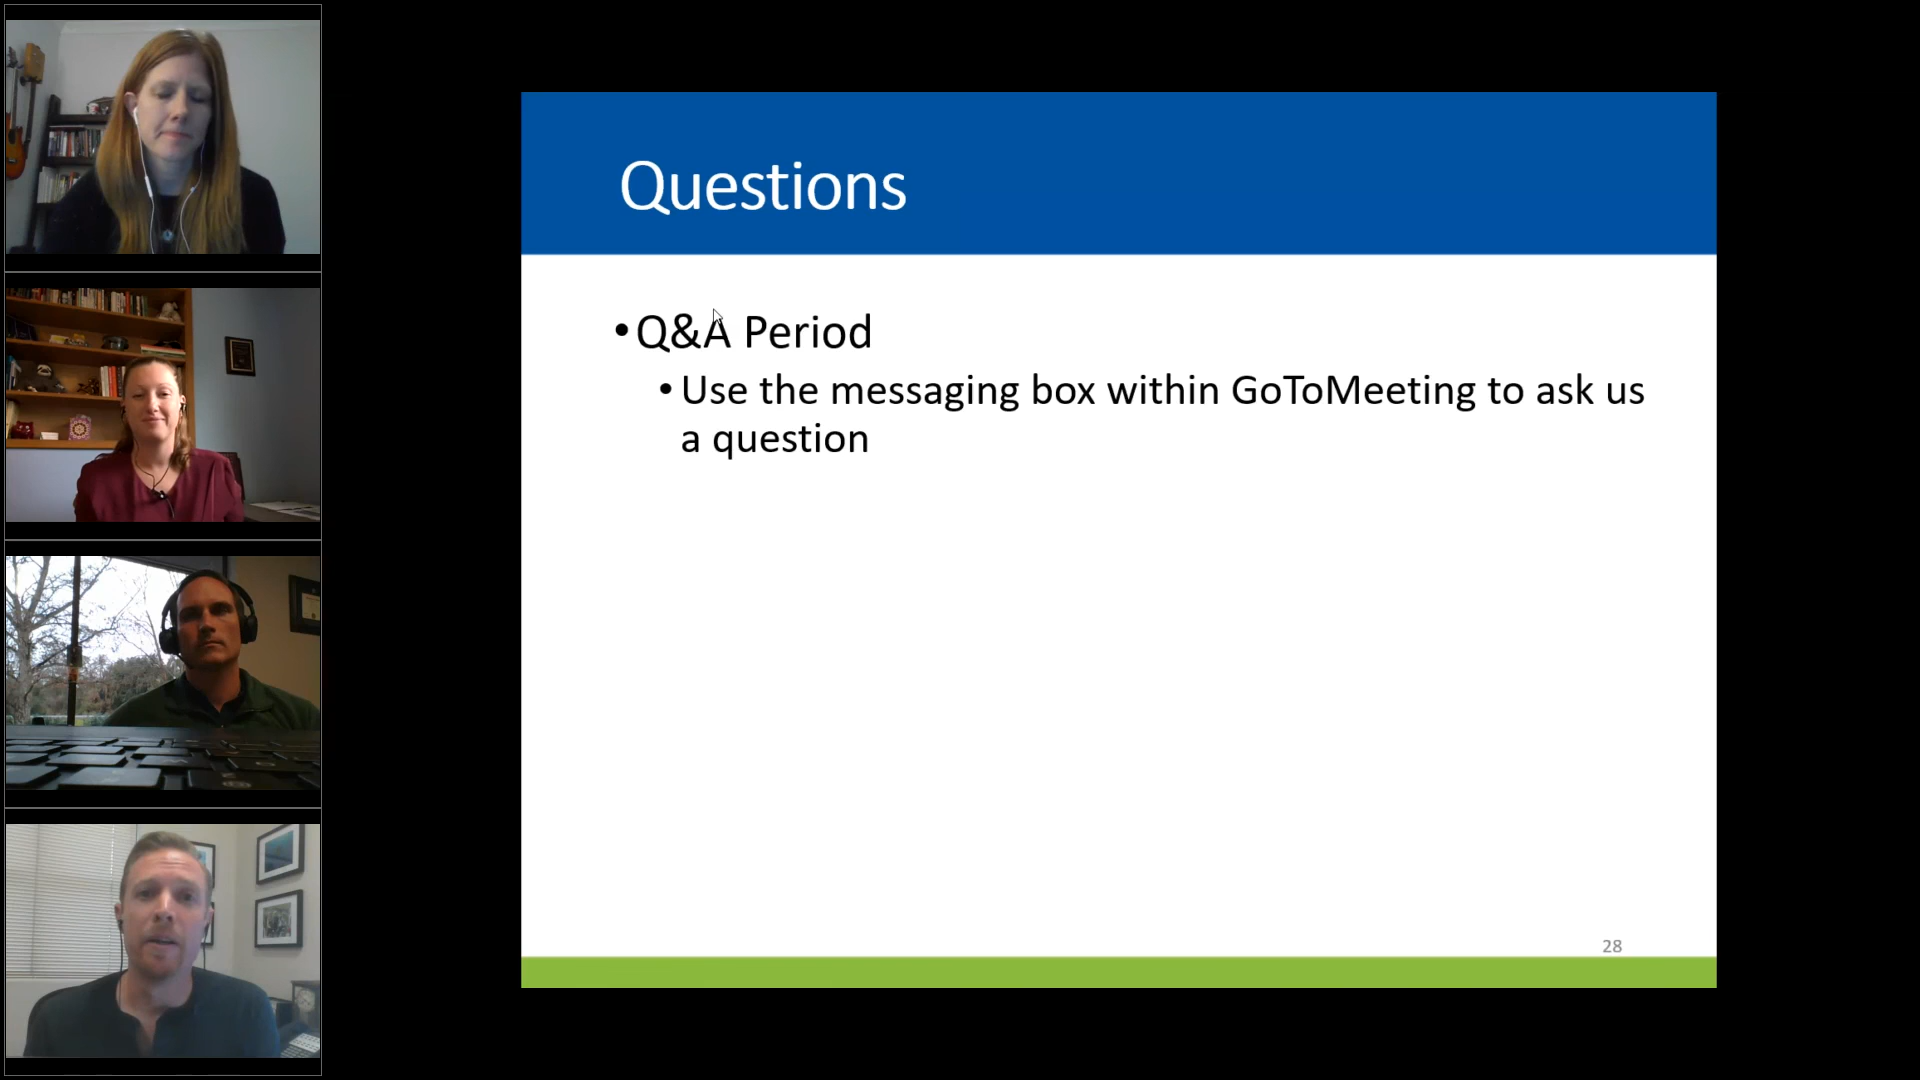 Questions
•Q&A Period
•Use the messaging box within GoToMeeting to ask us
a question
28